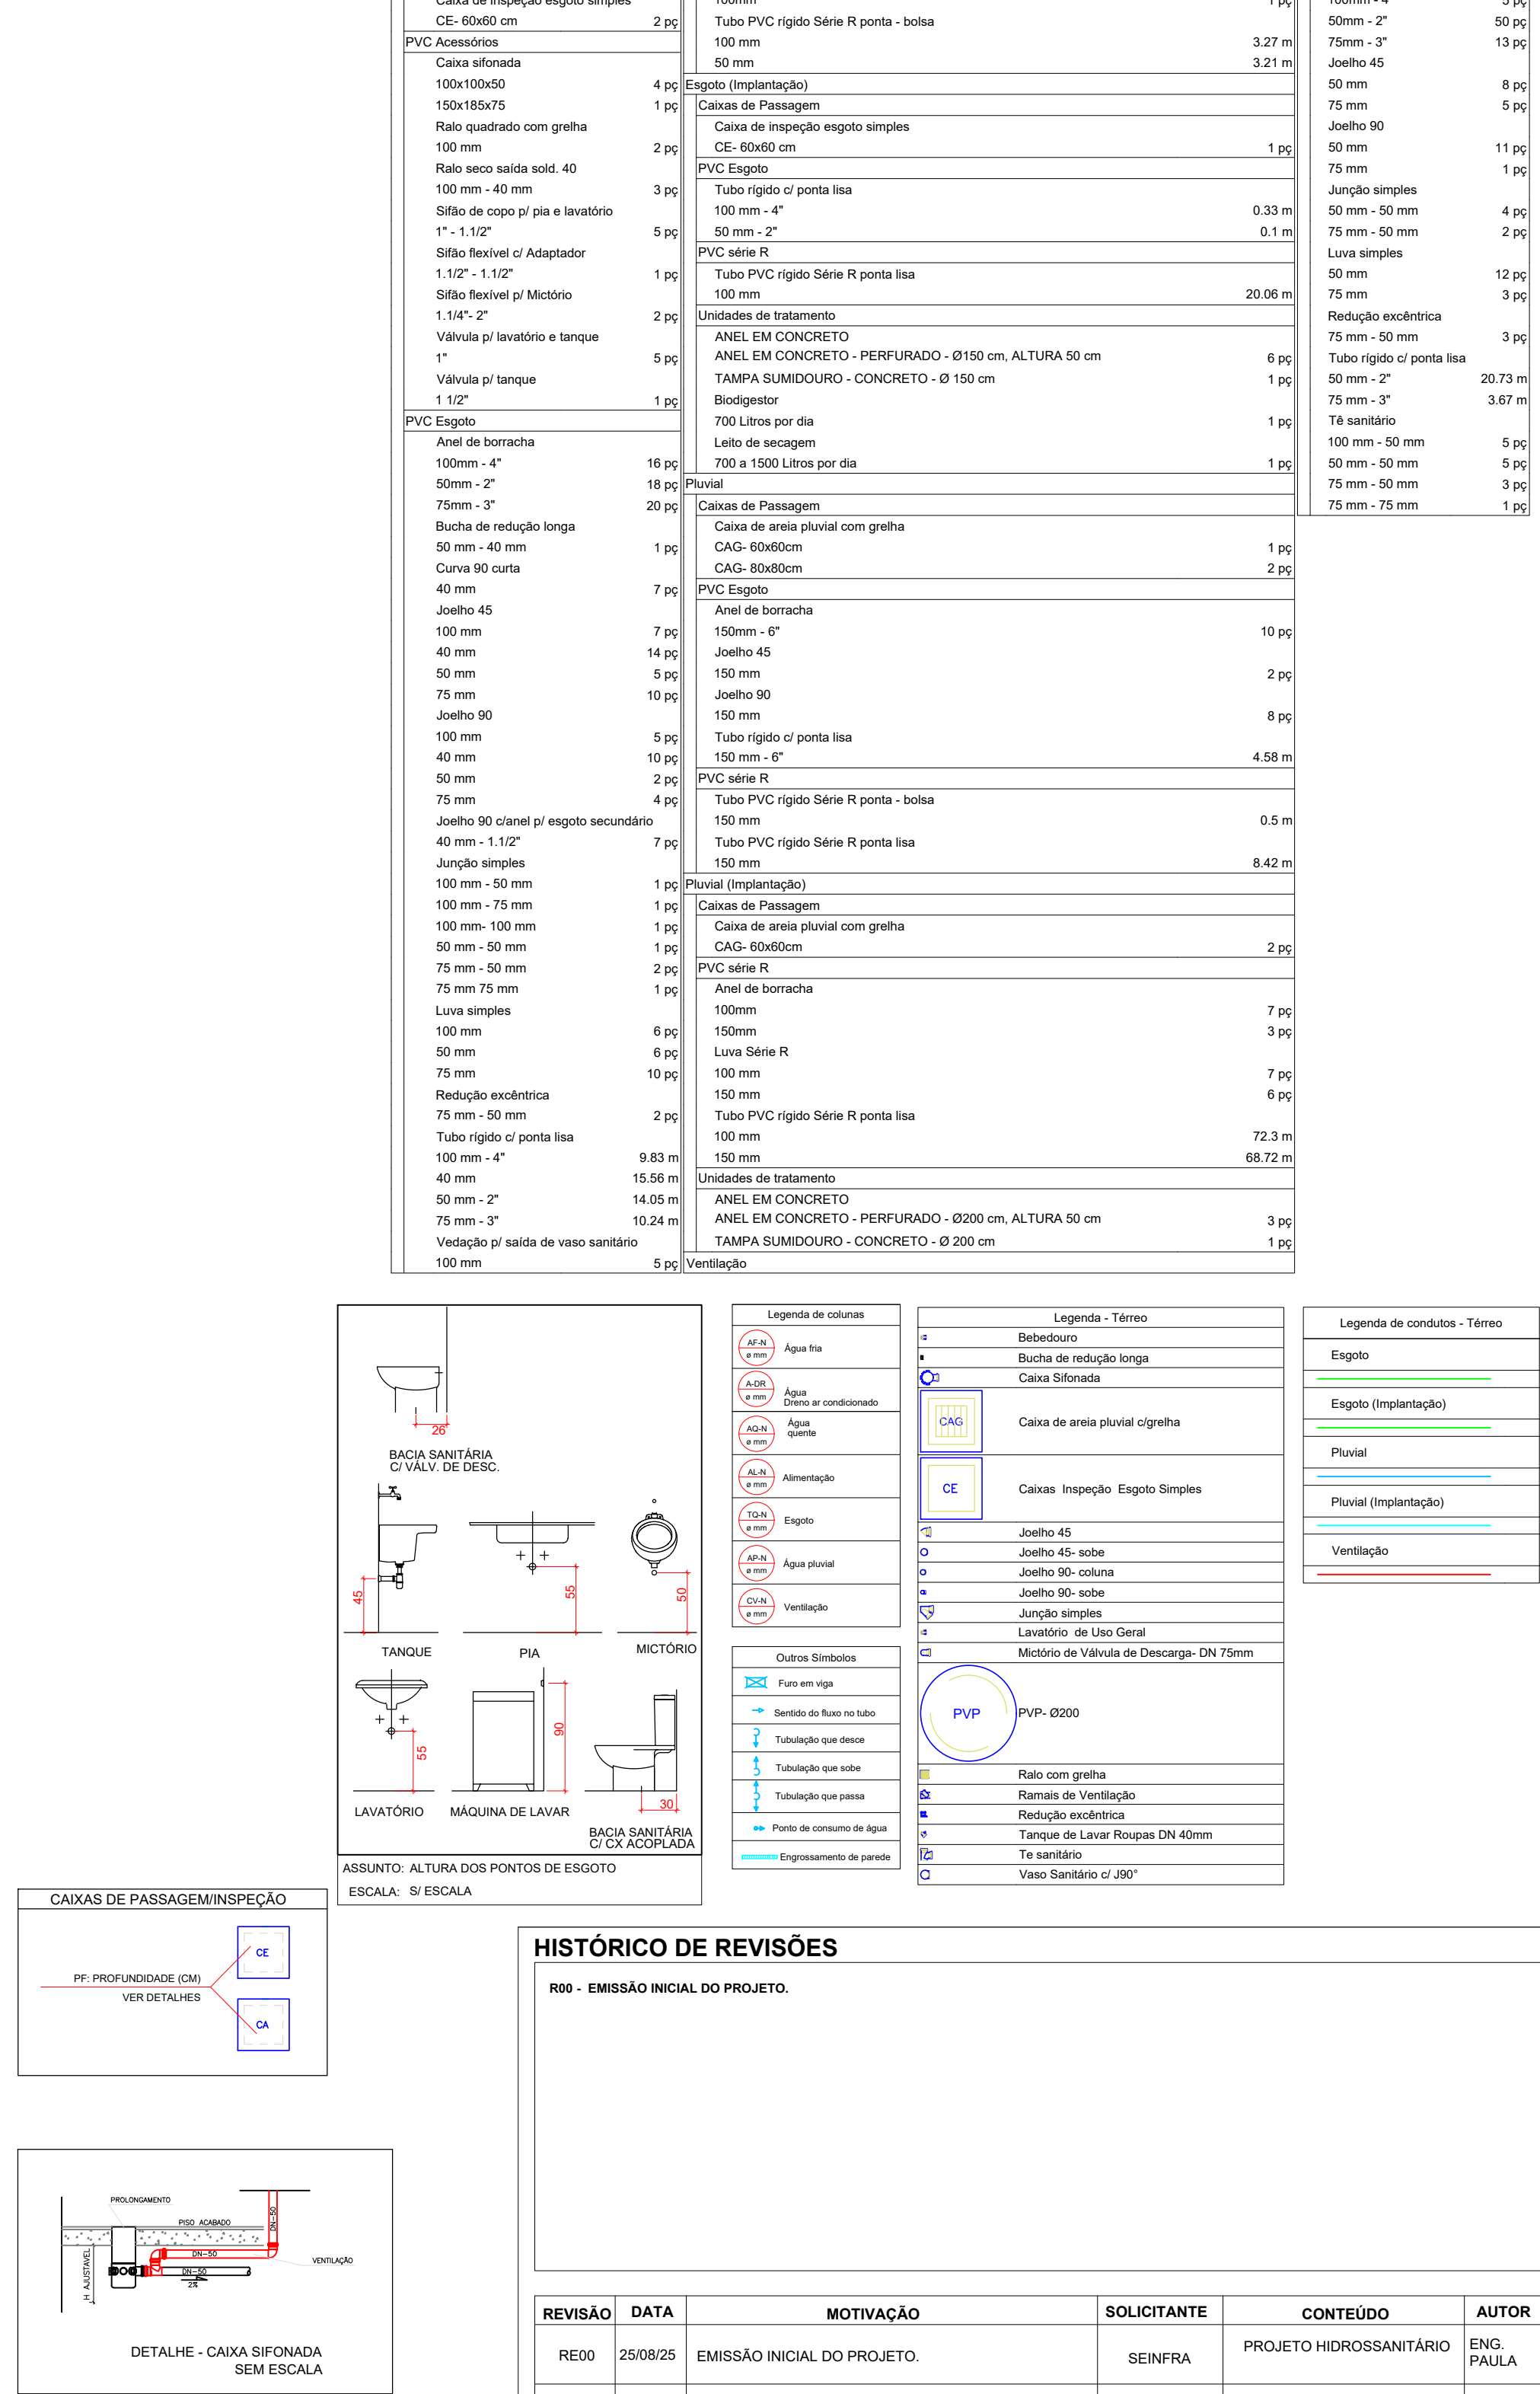 Caixa de inspeção esgoto simples
CE- 60x60 cm 2 pç
PVC Acessórios
Caixa sifonada
100x100x50 4 pç
150x185x75 1 pç
Ralo quadrado com grelha
100 mm 2 pç
Ralo seco saída sold. 40
100 mm - 40 mm 3 pç
Sifão de copo p/ pia e lavatório
1" - 1.1/2" 5 pç
Sifão flexível c/ Adaptador
1.1/2" - 1.1/2" 1 pç
Sifão flexível p/ Mictório
1.1/4"- 2" 2 pç
Válvula p/ lavatório e tanque
1" 5 pç
Válvula p/ tanque
1 1/2" 1 pç
PVC Esgoto
Anel de borracha
100mm - 4" 16 pç
50mm - 2" 18 pç
75mm - 3" 20 pç
Bucha de redução longa
50 mm - 40 mm 1 pç
Curva 90 curta
40 mm 7 pç
Joelho 45
100 mm 7 pç
40 mm 14 pç
50 mm 5 pç
75 mm 10 pç
Joelho 90
100 mm 5 pç
40 mm 10 pç
50 mm 2 pç
75 mm 4 pç
Joelho 90 c/anel p/ esgoto secundário
40 mm - 1.1/2" 7 pç
Junção simples
100 mm - 50 mm 1 pç
100 mm - 75 mm 1 pç
100 mm- 100 mm 1 pç
50 mm - 50 mm 1 pç
75 mm - 50 mm 2 pç
75 mm 75 mm 1 pç
Luva simples
100 mm 6 pç
50 mm 6 pç
75 mm 10 pç
Redução excêntrica
75 mm - 50 mm 2 pç
Tubo rígido c/ ponta lisa
100 mm - 4" 9.83 m
40 mm 15.56 m
50 mm - 2" 14.05 m
75 mm - 3" 10.24 m
Vedação p/ saída de vaso sanitário
100 mm 5 pç
100mm 1 pç
Tubo PVC rígido Série R ponta - bolsa
100 mm 3.27 m
50 mm 3.21 m
Esgoto (Implantação)
Caixas de Passagem
Caixa de inspeção esgoto simples
CE- 60x60 cm 1 pç
PVC Esgoto
Tubo rígido c/ ponta lisa
100 mm - 4" 0.33 m
50 mm - 2" 0.1 m
PVC série R
Tubo PVC rígido Série R ponta lisa
100 mm 20.06 m
Unidades de tratamento
ANEL EM CONCRETO
ANEL EM CONCRETO - PERFURADO - Ø150 cm, ALTURA 50 cm 6 pç
TAMPA SUMIDOURO - CONCRETO - Ø 150 cm 1 pç
Biodigestor
700 Litros por dia 1 pç
Leito de secagem
700 a 1500 Litros por dia 1 pç
Pluvial
Caixas de Passagem
Caixa de areia pluvial com grelha
CAG- 60x60cm 1 pç
CAG- 80x80cm 2 pç
PVC Esgoto
Anel de borracha
150mm - 6" 10 pç
Joelho 45
150 mm 2 pç
Joelho 90
150 mm 8 pç
Tubo rígido c/ ponta lisa
150 mm - 6" 4.58 m
PVC série R
Tubo PVC rígido Série R ponta - bolsa
150 mm 0.5 m
Tubo PVC rígido Série R ponta lisa
150 mm 8.42 m
Pluvial (Implantação)
Caixas de Passagem
Caixa de areia pluvial com grelha
CAG- 60x60cm 2 pç
PVC série R
Anel de borracha
100mm 7 pç
150mm 3 pç
Luva Série R
100 mm 7 pç
150 mm 6 pç
Tubo PVC rígido Série R ponta lisa
100 mm 72.3 m
150 mm 68.72 m
Unidades de tratamento
ANEL EM CONCRETO
ANEL EM CONCRETO - PERFURADO - Ø200 cm, ALTURA 50 cm 3 pç
TAMPA SUMIDOURO - CONCRETO - Ø 200 cm 1 pç
Ventilação
100mm - 4" 5 pç
50mm - 2" 50 pç
75mm - 3" 13 pç
Joelho 45
50 mm 8 pç
75 mm 5 pç
Joelho 90
50 mm 11 pç
75 mm 1 pç
Junção simples
50 mm - 50 mm 4 pç
75 mm - 50 mm 2 pç
Luva simples
50 mm 12 pç
75 mm 3 pç
Redução excêntrica
75 mm - 50 mm 3 pç
Tubo rígido c/ ponta lisa
50 mm - 2" 20.73 m
75 mm - 3" 3.67 m
Tê sanitário
100 mm - 50 mm 5 pç
50 mm - 50 mm 5 pç
75 mm - 50 mm 3 pç
75 mm - 75 mm 1 pç
26
BACIA SANITÁRIA
C/ VÁLV. DE DESC.
45
55
50
TANQUE
PIA
MICTÓRIO
55
90
30
LAVATÓRIO
MÁQUINA DE LAVAR
BACIA SANITÁRIA
C/ CX ACOPLADA
ASSUNTO: ALTURA DOS PONTOS DE ESGOTO
ESCALA: S/ ESCALA
Legenda de colunas
AF-N
ø mm
Água fria
A-DR
ø mm
Água
Dreno ar condicionado
AQ-N
ø mm
Água
quente
AL-N
ø mm
Alimentação
TQ-N
ø mm
Esgoto
AP-N
ø mm
Água pluvial
CV-N
ø mm
Ventilação
Outros Símbolos
Furo em viga
Sentido do fluxo no tubo
Tubulação que desce
Tubulação que sobe
Tubulação que passa
Ponto de consumo de água
Engrossamento de parede
Legenda - Térreo
Bebedouro
Bucha de redução longa
Caixa Sifonada
CAG
Caixa de areia pluvial c/grelha
CE
Caixas Inspeção Esgoto Simples
Joelho 45
Joelho 45- sobe
Joelho 90- coluna
Joelho 90- sobe
Junção simples
Lavatório de Uso Geral
Mictório de Válvula de Descarga- DN 75mm
PVP
PVP- Ø200
Ralo com grelha
Ramais de Ventilação
Redução excêntrica
Tanque de Lavar Roupas DN 40mm
Te sanitário
Vaso Sanitário c/ J90°
Legenda de condutos - Térreo
Esgoto
Esgoto (Implantação)
Pluvial
Pluvial (Implantação)
Ventilação
CAIXAS DE PASSAGEM/INSPEÇÃO
CE
PF: PROFUNDIDADE (CM)
VER DETALHES
CA
PROLONGAMENTO
PISO ACABADO
DN-50
DN-50
VENTILAÇÃO
DN-50
2%
H AJUSTAVEL
DETALHE - CAIXA SIFONADA
SEM ESCALA
HISTÓRICO DE REVISÕES
R00 - EMISSÃO INICIAL DO PROJETO.
REVISÃO DATA MOTIVAÇÃO SOLICITANTE CONTEÚDO AUTOR
RE00 25/08/25 EMISSÃO INICIAL DO PROJETO. SEINFRA PROJETO HIDROSSANITÁRIO ENG.
PAULA